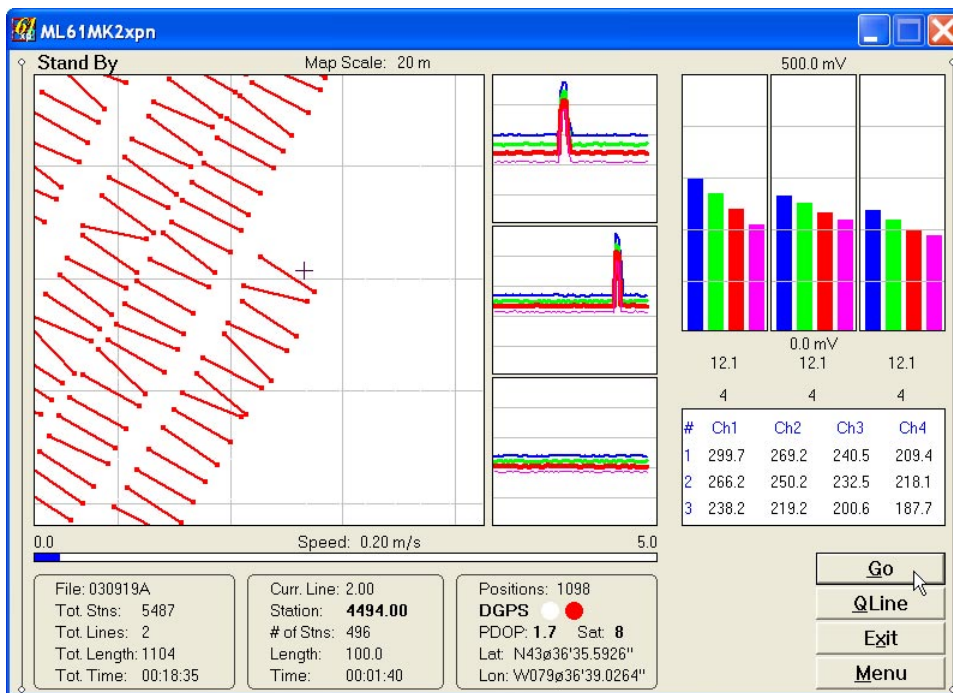 ML61MK2xpn
Stand By Map Scale: 20 m 500.0 mV
0.0 mV
12.1 12.1 12.1
4 4 4
# Ch1 Ch2 Ch3 Ch4
1 299.7 269.2 240.5 209.4
2 266.2 250.2 232.5 218.1
3 238.2 219.2 200.6 187.7
0.0 Speed: 0.20 m/s 5.0
File: 030919A
Tot. Stns: 5487
Tot. Lines: 2
Tot. Length: 1104
Tot. Time: 00:18:35
Curr. Line: 2.00
Station: 4494.00
# of Stns: 496
Length: 100.0
Time: 00:01:40
Positions: 1098
DGPS
PDOP: 1.7 Sat: 8
Lat: N43ø36'35.5926"
Lon: W079ø36'39.0264"
Go
QLine
Exit
Menu